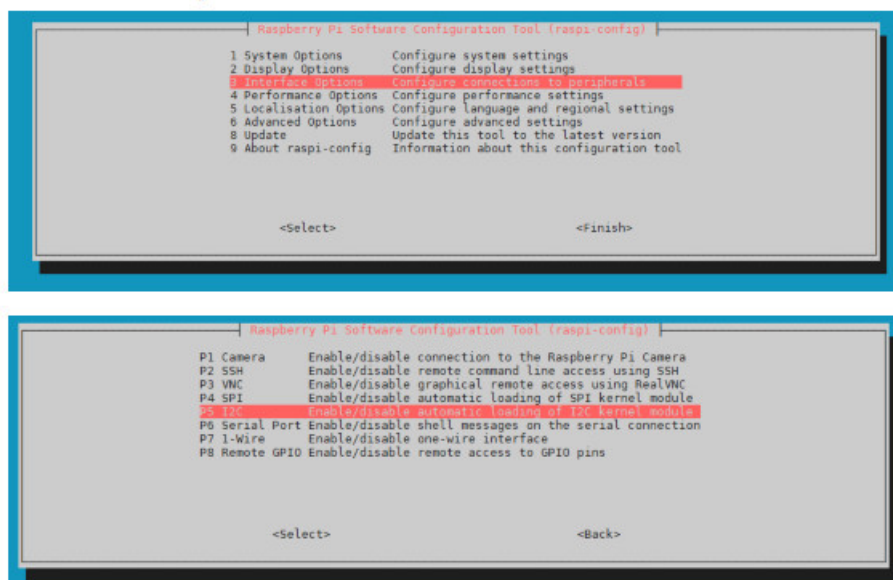 Raspberry Pi Software Configuration Tool (raspi-config)
1 System Options Configure system settings
2 Display Options Configure display settings
3 Interface Options Configure connections to peripherals
4 Performance Options Configure performance settings
5 Localisation Options Configure language and regional settings
6 Advanced Options Configure advanced settings
8 Update Update this tool to the latest version
9 About raspi-config Information about this configuration tool
<Select> <Finish>
Raspberry Pi Software Configuration Tool (raspi-config)
P1 Camera Enable/disable connection to the Raspberry Pi Camera
P2 SSH Enable/disable remote command line access using SSH
P3 VNC Enable/disable graphical remote access using RealVNC
P4 SPI Enable/disable automatic loading of SPI kernel module
P5 I2C Enable/disable automatic loading of I2C kernel module
P6 Serial Port Enable/disable shell messages on the serial connection
P7 1-Wire Enable/disable one-wire interface
P8 Remote GPIO Enable/disable remote access to GPIO pins
<Select> <Back>